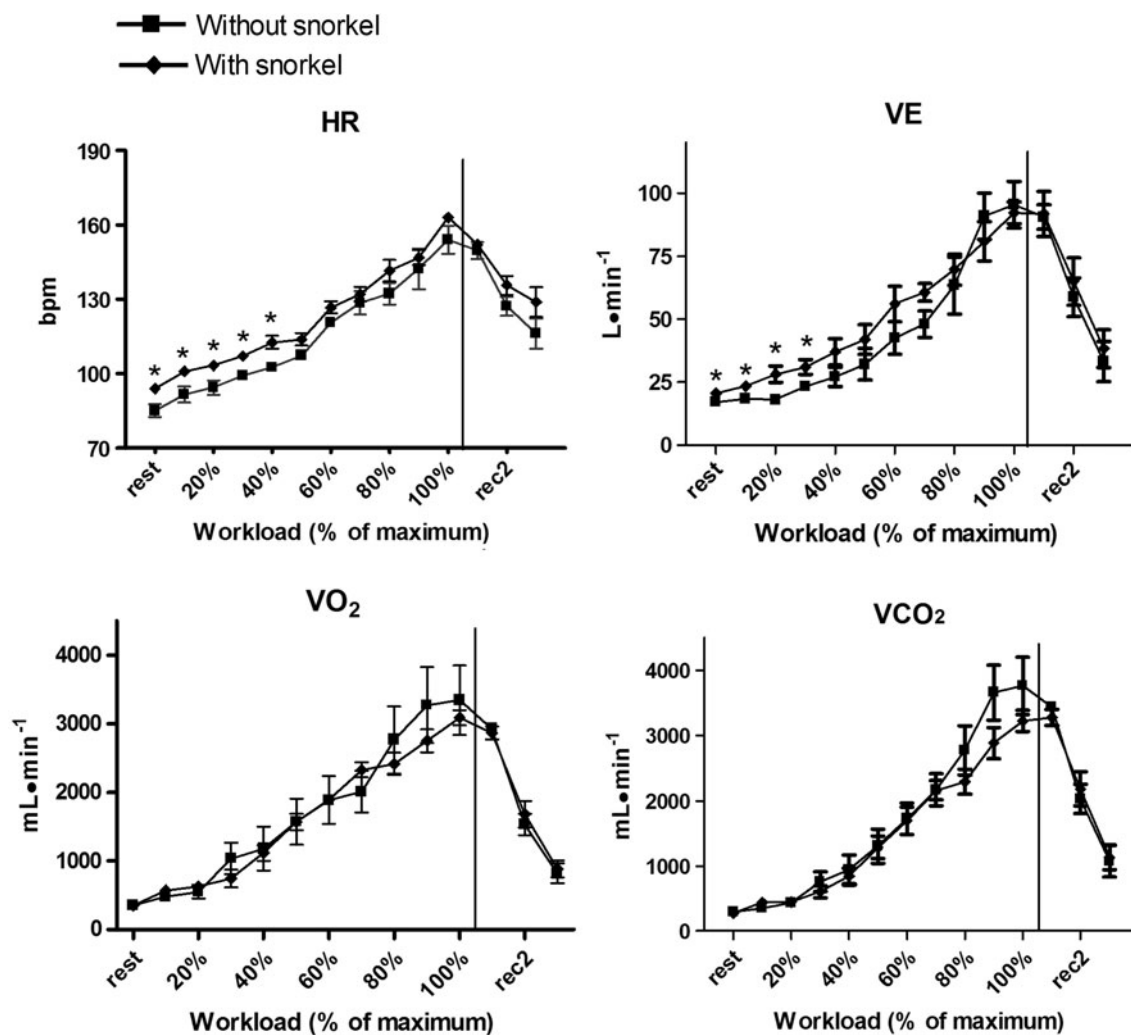 Without snorkel
With snorkel
HR
190
160
130
100
70
bpm
* * * * *
rest 20% 40% 60% 80% 100% rec2
Workload (% of maximum)
VE
100
75
50
25
0
L•min⁻¹
* * * *
rest 20% 40% 60% 80% 100% rec2
Workload (% of maximum)
VO₂
4000
3000
2000
1000
0
mL•min⁻¹
rest 20% 40% 60% 80% 100% rec2
Workload (% of maximum)
VCO₂
4000
3000
2000
1000
0
mL•min⁻¹
rest 20% 40% 60% 80% 100% rec2
Workload (% of maximum)